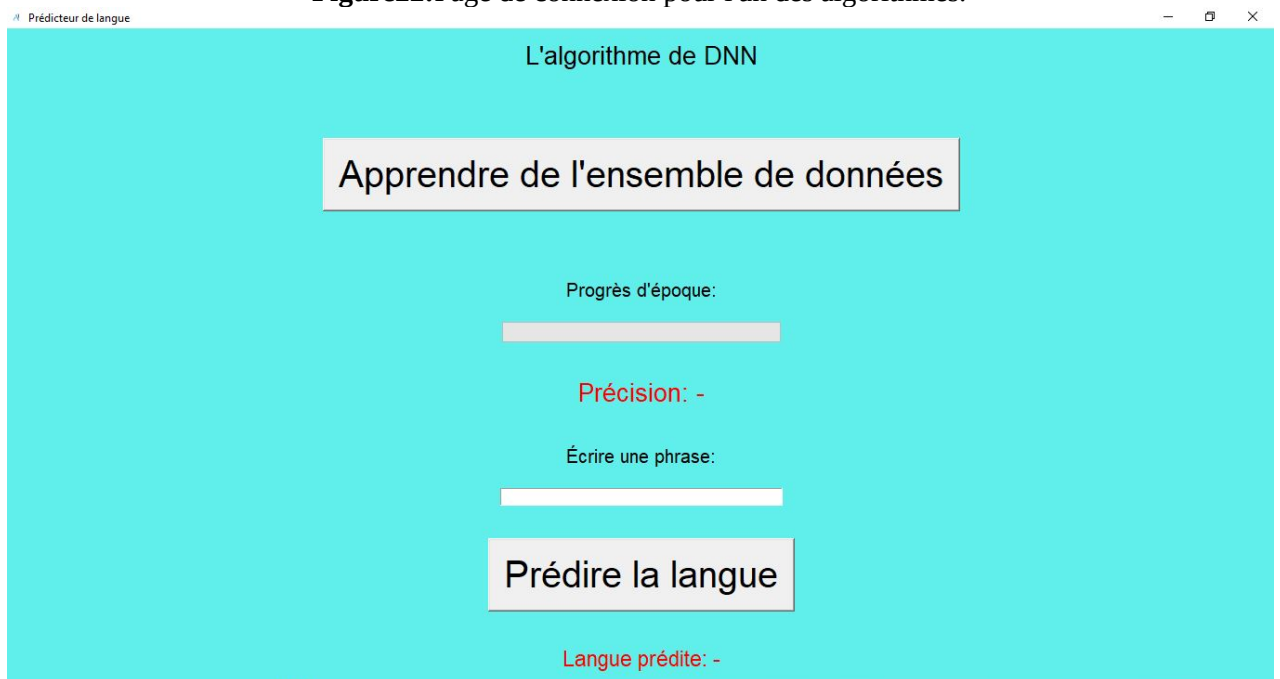 Prédicteur de langue
L'algorithme de DNN
Apprendre de l'ensemble de données
Progrès d'époque:
Précision: -
Écrire une phrase:
Prédire la langue
Langue prédite: -